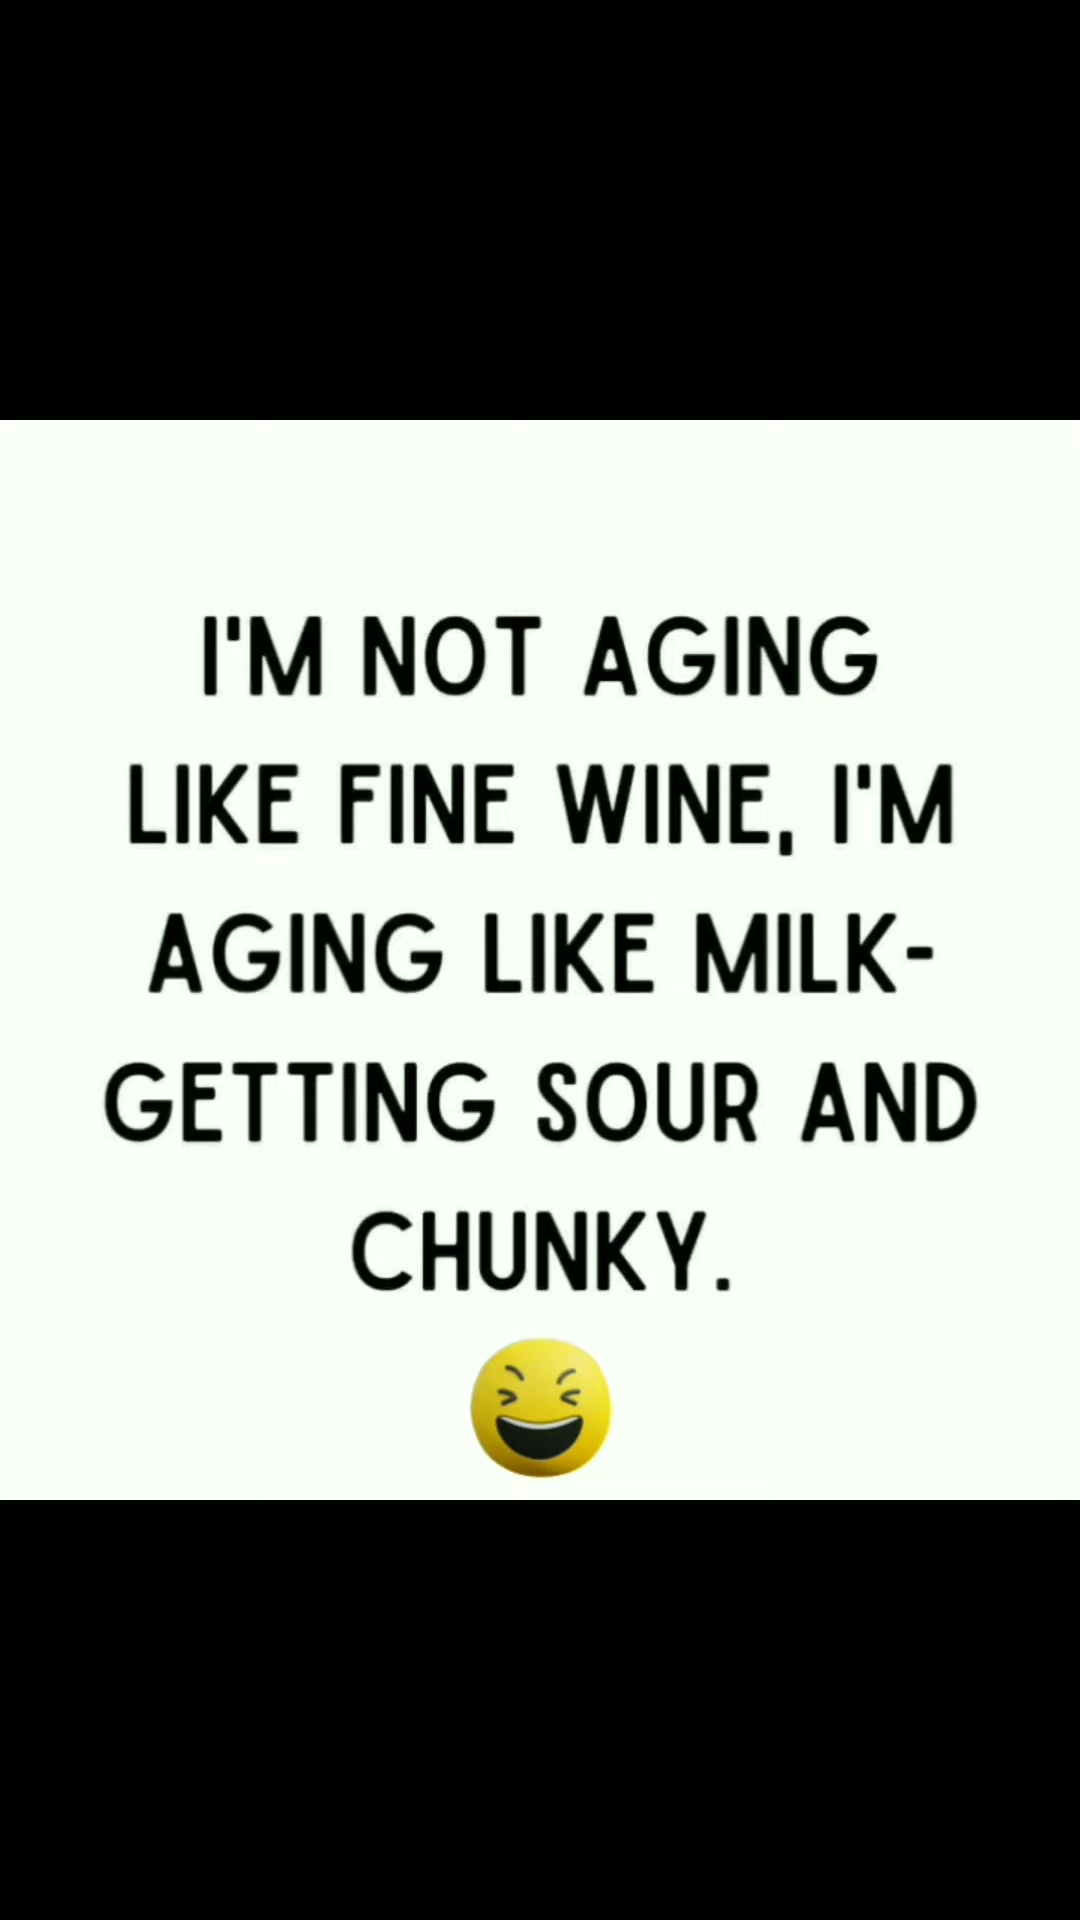 I'M NOT AGING
LIKE FINE WINE, I'M
AGING LIKE MILK-
GETTING SOUR AND
CHUNKY.